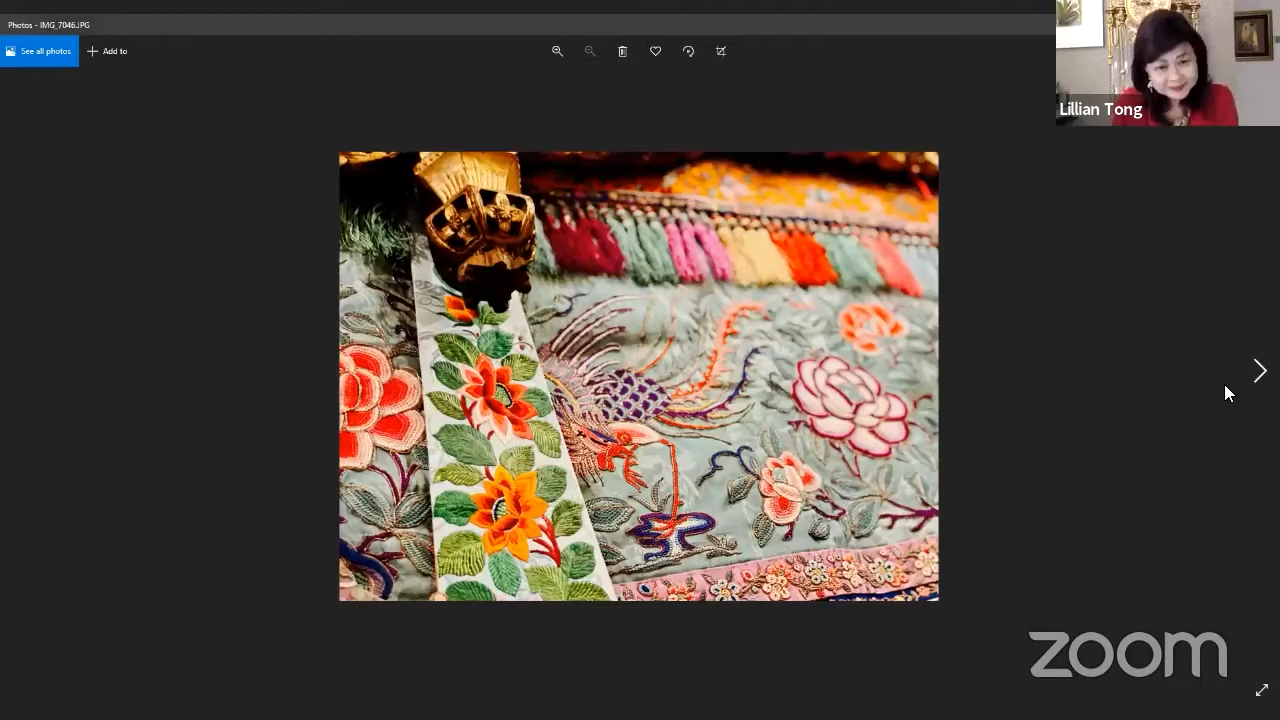 Photos - IMG_7046.JPG
See all photos
Add to
Lillian Tong
zoom